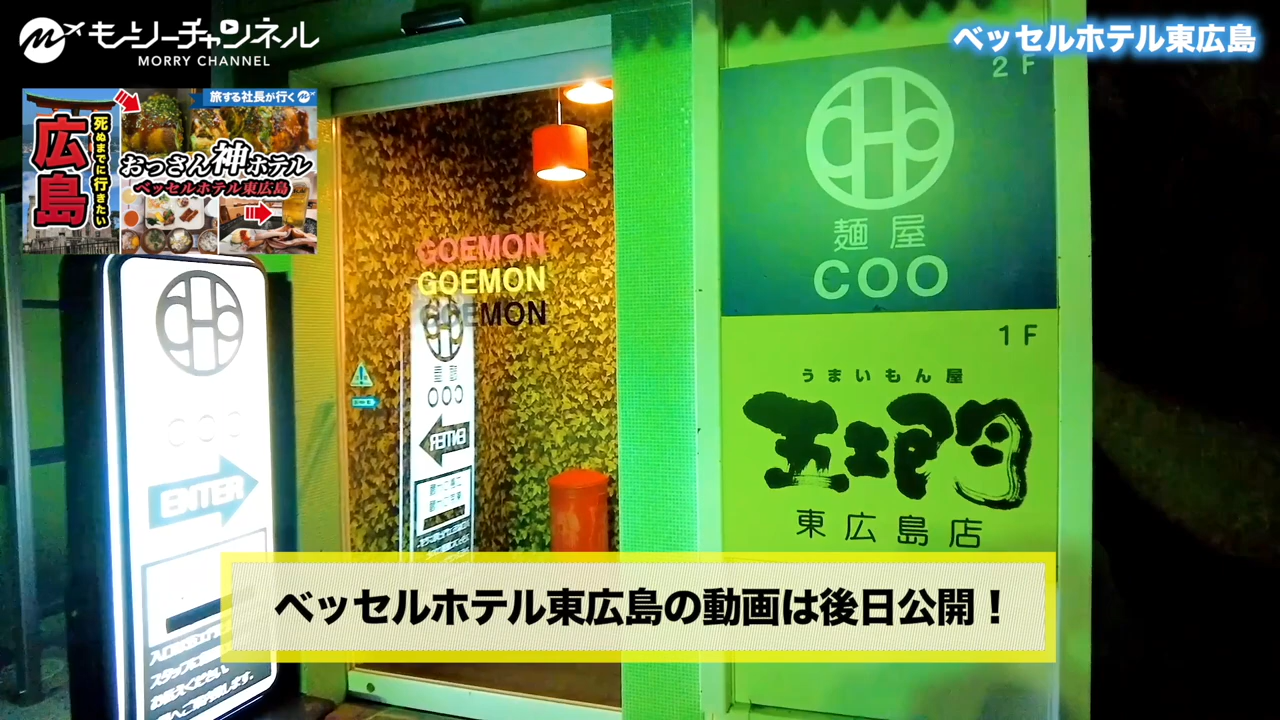 もーリーチャンネル
MORRY CHANNEL
ベッセルホテル東広島
旅する社長が行く
広島
死ぬまでに行きたい
おっさん神ホテル
ベッセルホテル東広島
2F
麺屋
COO
1F
うまいもん屋
五エ門
東広島店
GOEMON
GOEMON
GOEMON
COO
ENTER
ENTER
ベッセルホテル東広島の動画は後日公開!